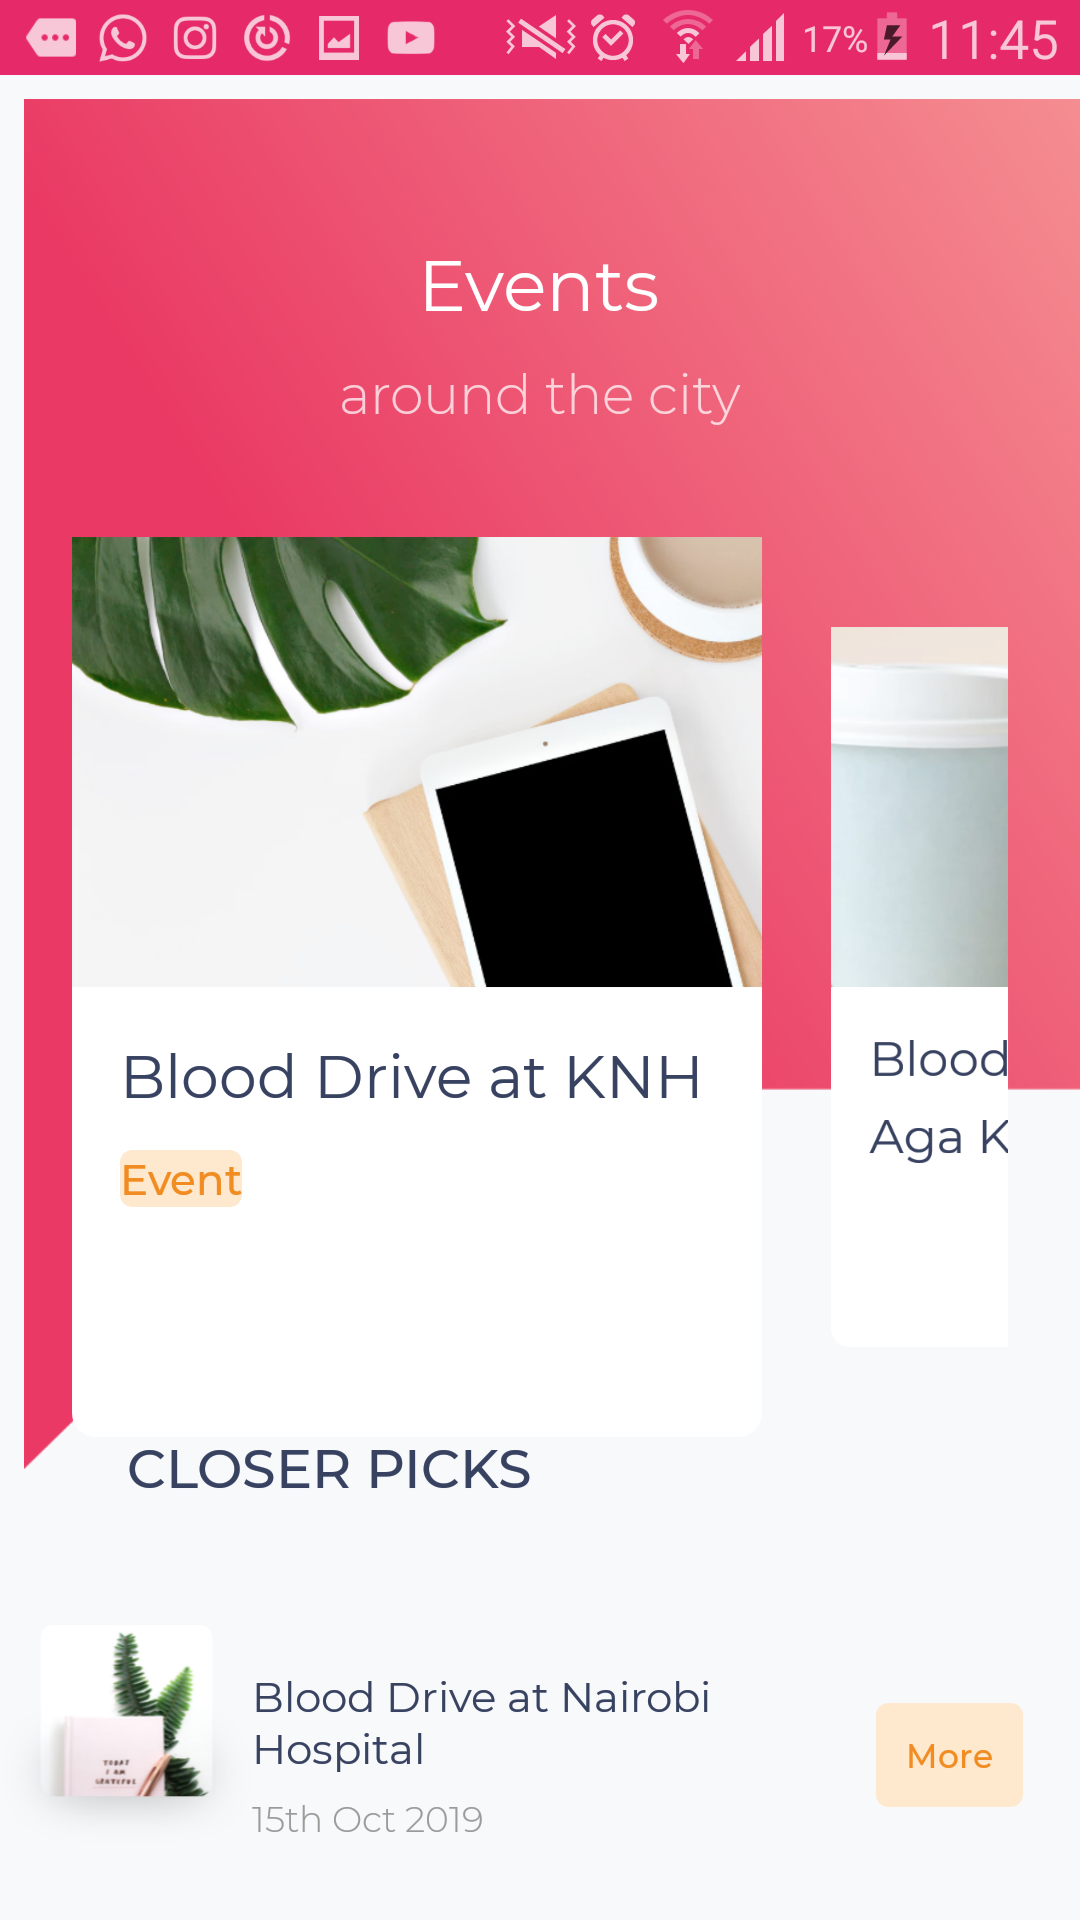 17% 11:45
Events
around the city
Blood Drive at KNH
Event
Blood
Aga K
CLOSER PICKS
TODAY
I AM
GRATEFUL
Blood Drive at Nairobi
Hospital
15th Oct 2019
More